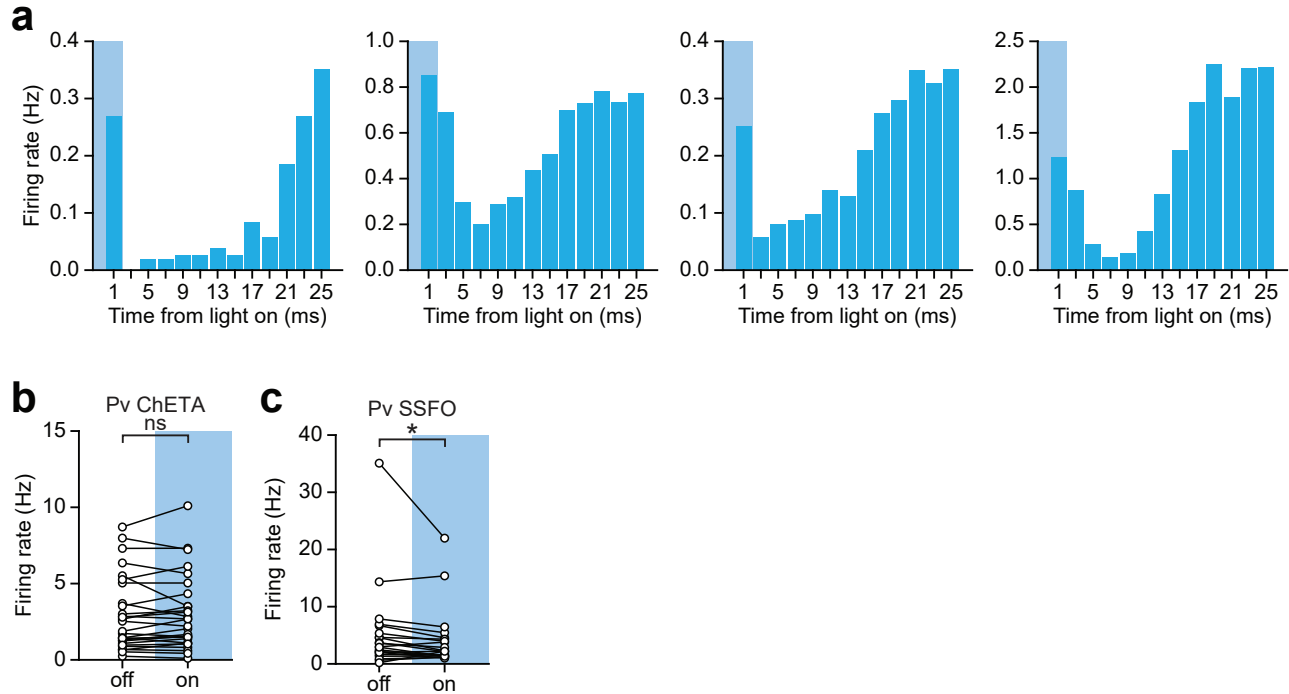 a
Firing rate (Hz)
0.4
0.3
0.2
0.1
0.0
1 5 9 13 17 21 25
Time from light on (ms)
1.0
0.8
0.6
0.4
0.2
0.0
1 5 9 13 17 21 25
Time from light on (ms)
0.4
0.3
0.2
0.1
0.0
1 5 9 13 17 21 25
Time from light on (ms)
2.5
2.0
1.5
1.0
0.5
0.0
1 5 9 13 17 21 25
Time from light on (ms)
b
Pv ChETA
ns
Firing rate (Hz)
15
10
5
0
off on
c
Pv SSFO
*
Firing rate (Hz)
40
30
20
10
0
off on